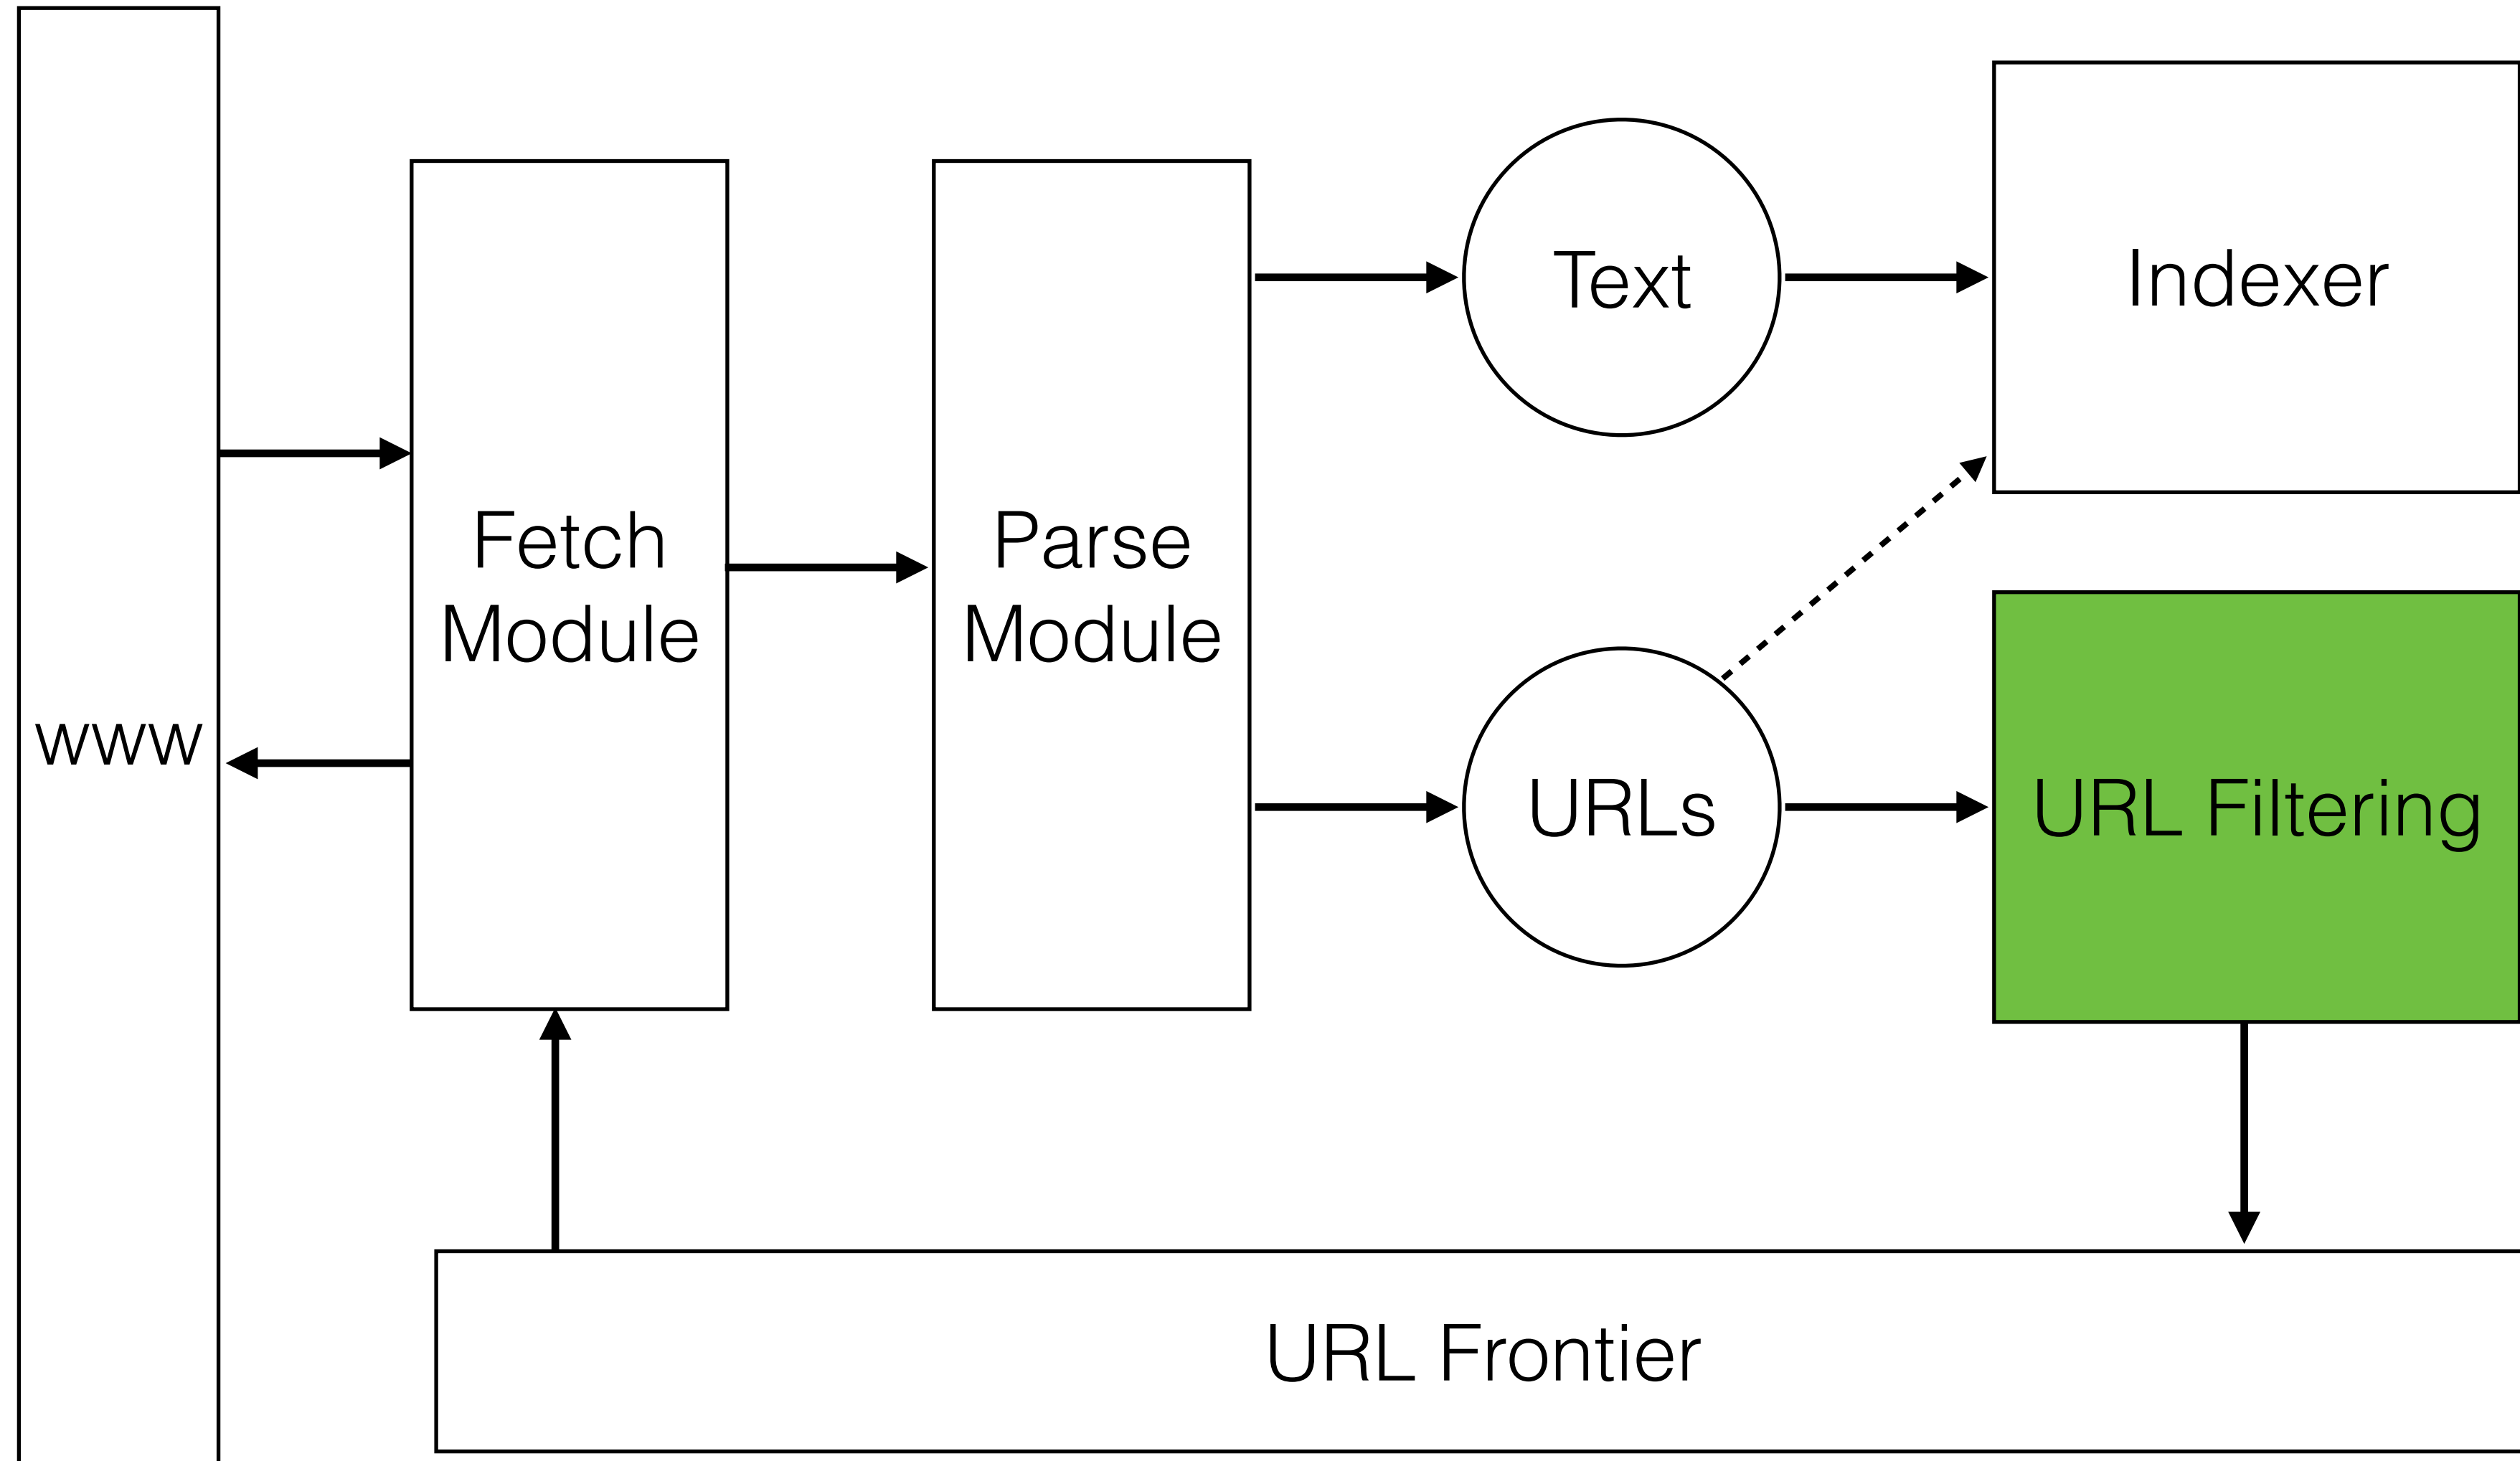 www
Fetch
Module
Parse
Module
Text
Indexer
URLs
URL Filtering
URL Frontier